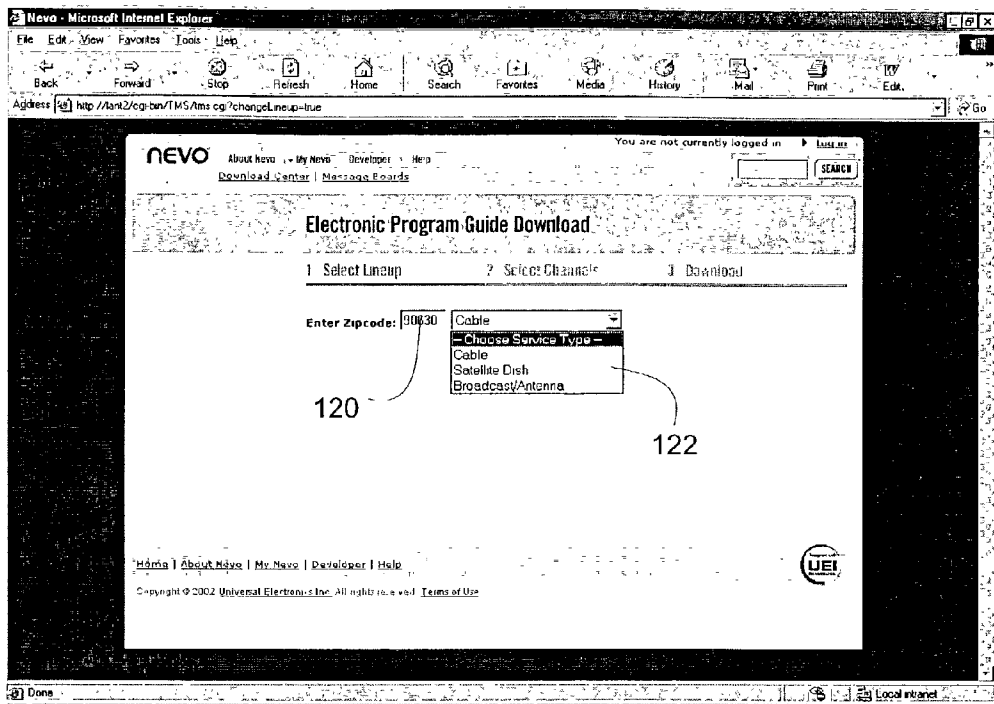 Nevo - Microsoft Internet Explorer
File Edit View Favorites Tools Help
Back Forward Stop Refresh Home Search Favorites Media History Mail Print Edit
Address http //lant2/cgi-bin/TMS/tms cgi?changeLineup=true Go
You are not currently logged in Log in
NEVO About Nevo My Nevo Developer Help
Download Center | Message Boards
SEARCH
Electronic Program Guide Download
1 Select Lineup 2 Select Channels 3 Download
Enter Zipcode: 90630 Cable
– Choose Service Type –
Cable
Satellite Dish
Broadcast/Antenna
120
122
Home | About Nevo | My Nevo | Developer | Help
UEI
Copyright © 2002 Universal Electronics Inc. All rights reserved. Terms of Use
Done Local intranet